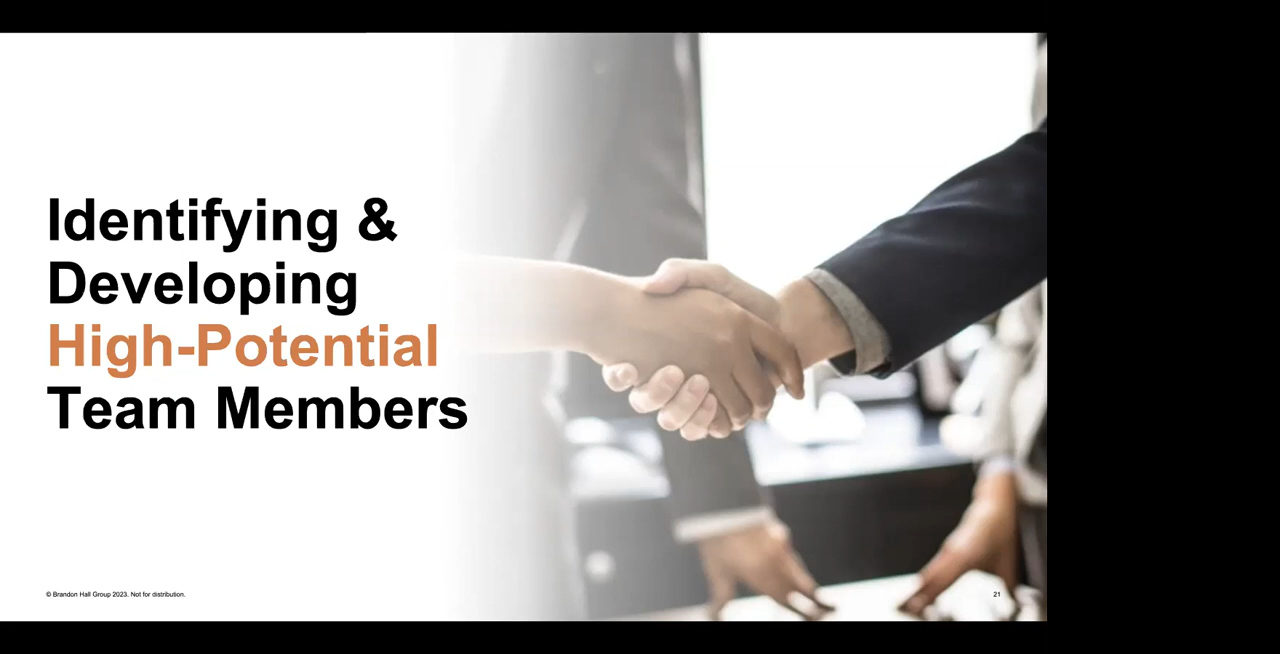 Identifying &
Developing
High-Potential
Team Members
© Brandon Hall Group 2023. Not for distribution.
21